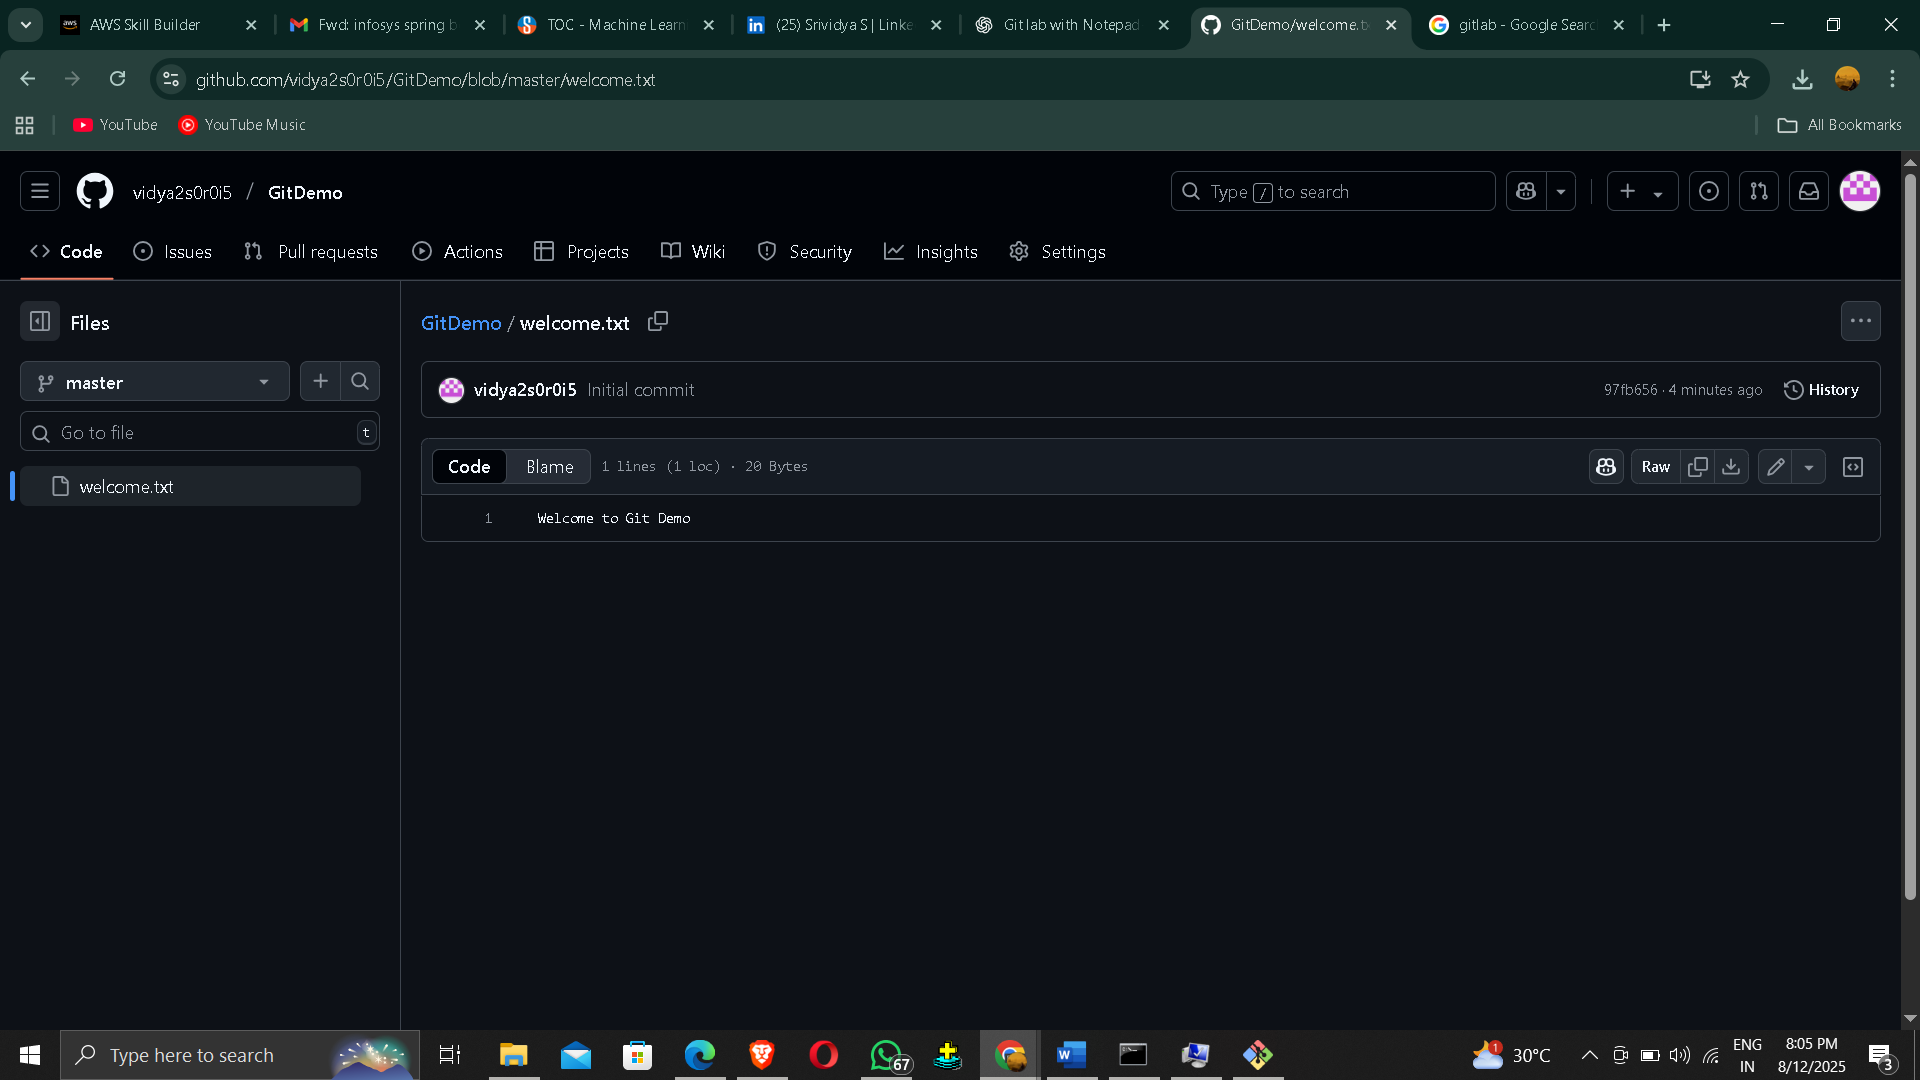 AWS Skill Builder
Fwd: infosys spring b
TOC - Machine Learni
(25) Srividya S | Linke
Git lab with Notepad
GitDemo/welcome.t
gitlab - Google Searc
github.com/vidya2s0r0i5/GitDemo/blob/master/welcome.txt
YouTube
YouTube Music
All Bookmarks
vidya2s0r0i5 / GitDemo
Type / to search
Code
Issues
Pull requests
Actions
Projects
Wiki
Security
Insights
Settings
Files
master
Go to file
t
welcome.txt
GitDemo / welcome.txt
vidya2s0r0i5 Initial commit
97fb656 · 4 minutes ago
History
Code
Blame
1 lines (1 loc) · 20 Bytes
Raw
1 Welcome to Git Demo
Type here to search
67
1
30°C
ENG
IN
8:05 PM
8/12/2025
3